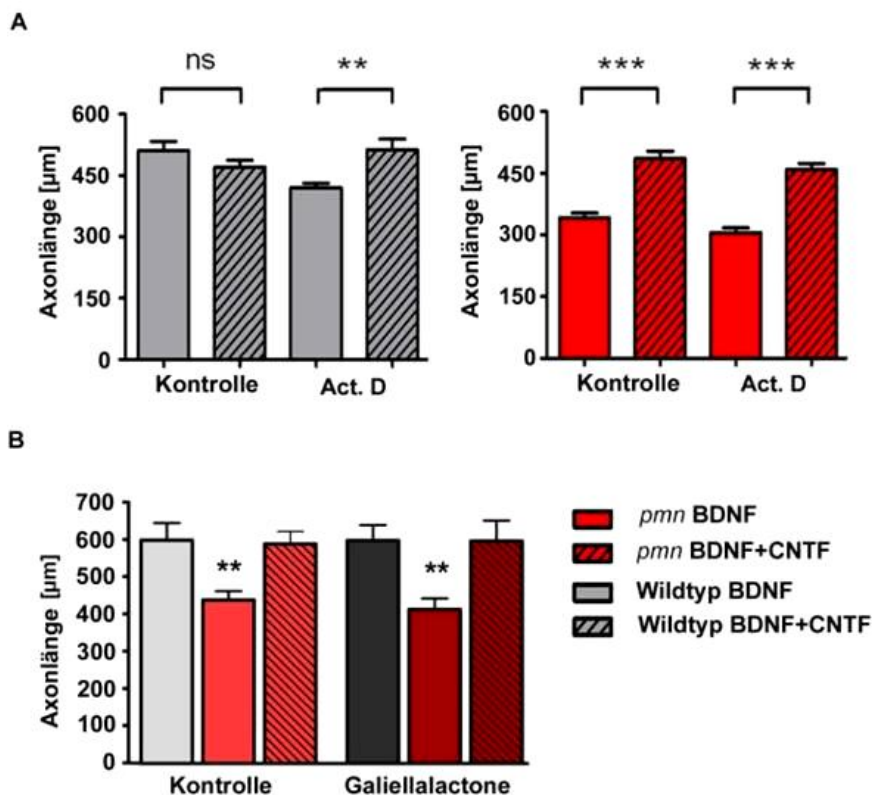 A
ns
**
Axonlänge [µm]
600
450
300
150
0
Kontrolle
Act. D
***
***
Axonlänge [µm]
600
450
300
150
0
Kontrolle
Act. D
B
Axonlänge [µm]
700
600
500
400
300
200
100
0
**
**
Kontrolle
Galiellalactone
pmn BDNF
pmn BDNF+CNTF
Wildtyp BDNF
Wildtyp BDNF+CNTF